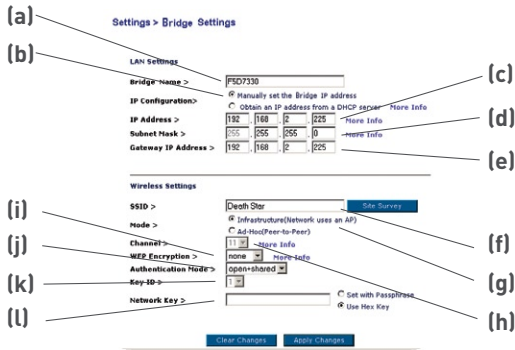 Settings > Bridge Settings
(a)
(b)
LAN Settings
Bridge Name > F5D7330
IP Configuration> Manually set the Bridge IP address
Obtain an IP address from a DHCP server More Info
(c)
IP Address > 192 . 168 . 2 . 225 More Info
(d)
Subnet Mask > 255 . 255 . 255 . 0 More Info
Gateway IP Address > 192 . 168 . 2 . 225
(e)
Wireless Settings
SSID > Death Star Site Survey
(f)
Mode > Infrastructure(Network uses an AP)
Ad-Hoc(Peer-to-Peer)
(g)
(i)
Channel > 11 More Info
(h)
(j)
WEP Encryption > none More Info
Authentication Mode > open+shared
(k)
Key ID > 1
(l)
Network Key > Set with Passphrase
Use Hex Key
Clear Changes Apply Changes